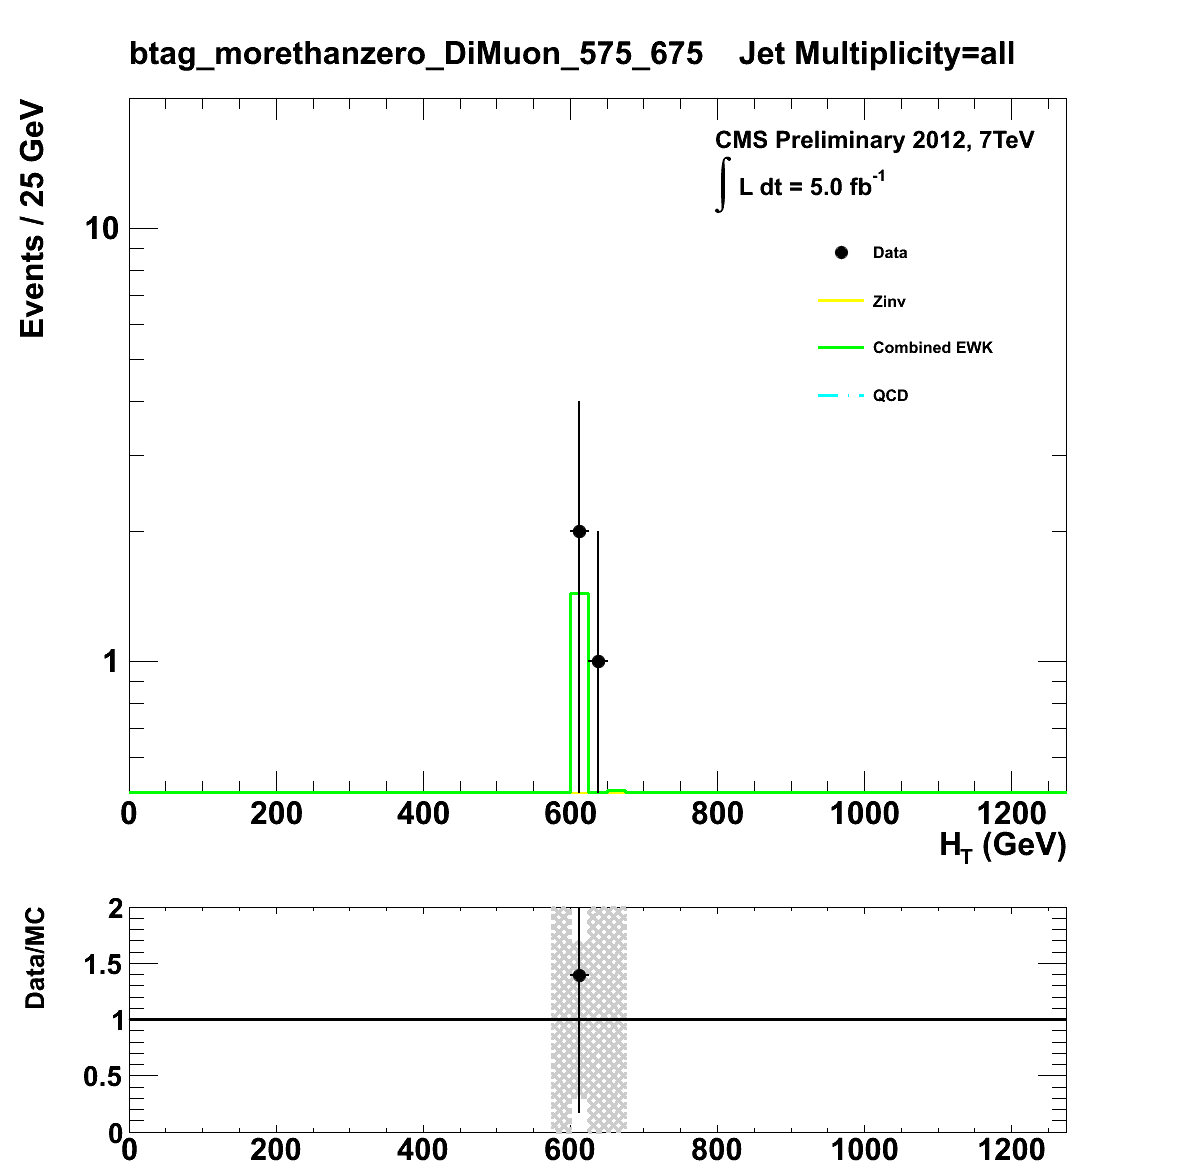 btag_morethanzero_DiMuon_575_675 Jet Multiplicity=all
Events / 25 GeV
CMS Preliminary 2012, 7TeV
∫ L dt = 5.0 fb-1
Data
Zinv
Combined EWK
QCD
10
1
0 200 400 600 800 1000 1200
HT (GeV)
Data/MC
2
1.5
1
0.5
0
0 200 400 600 800 1000 1200